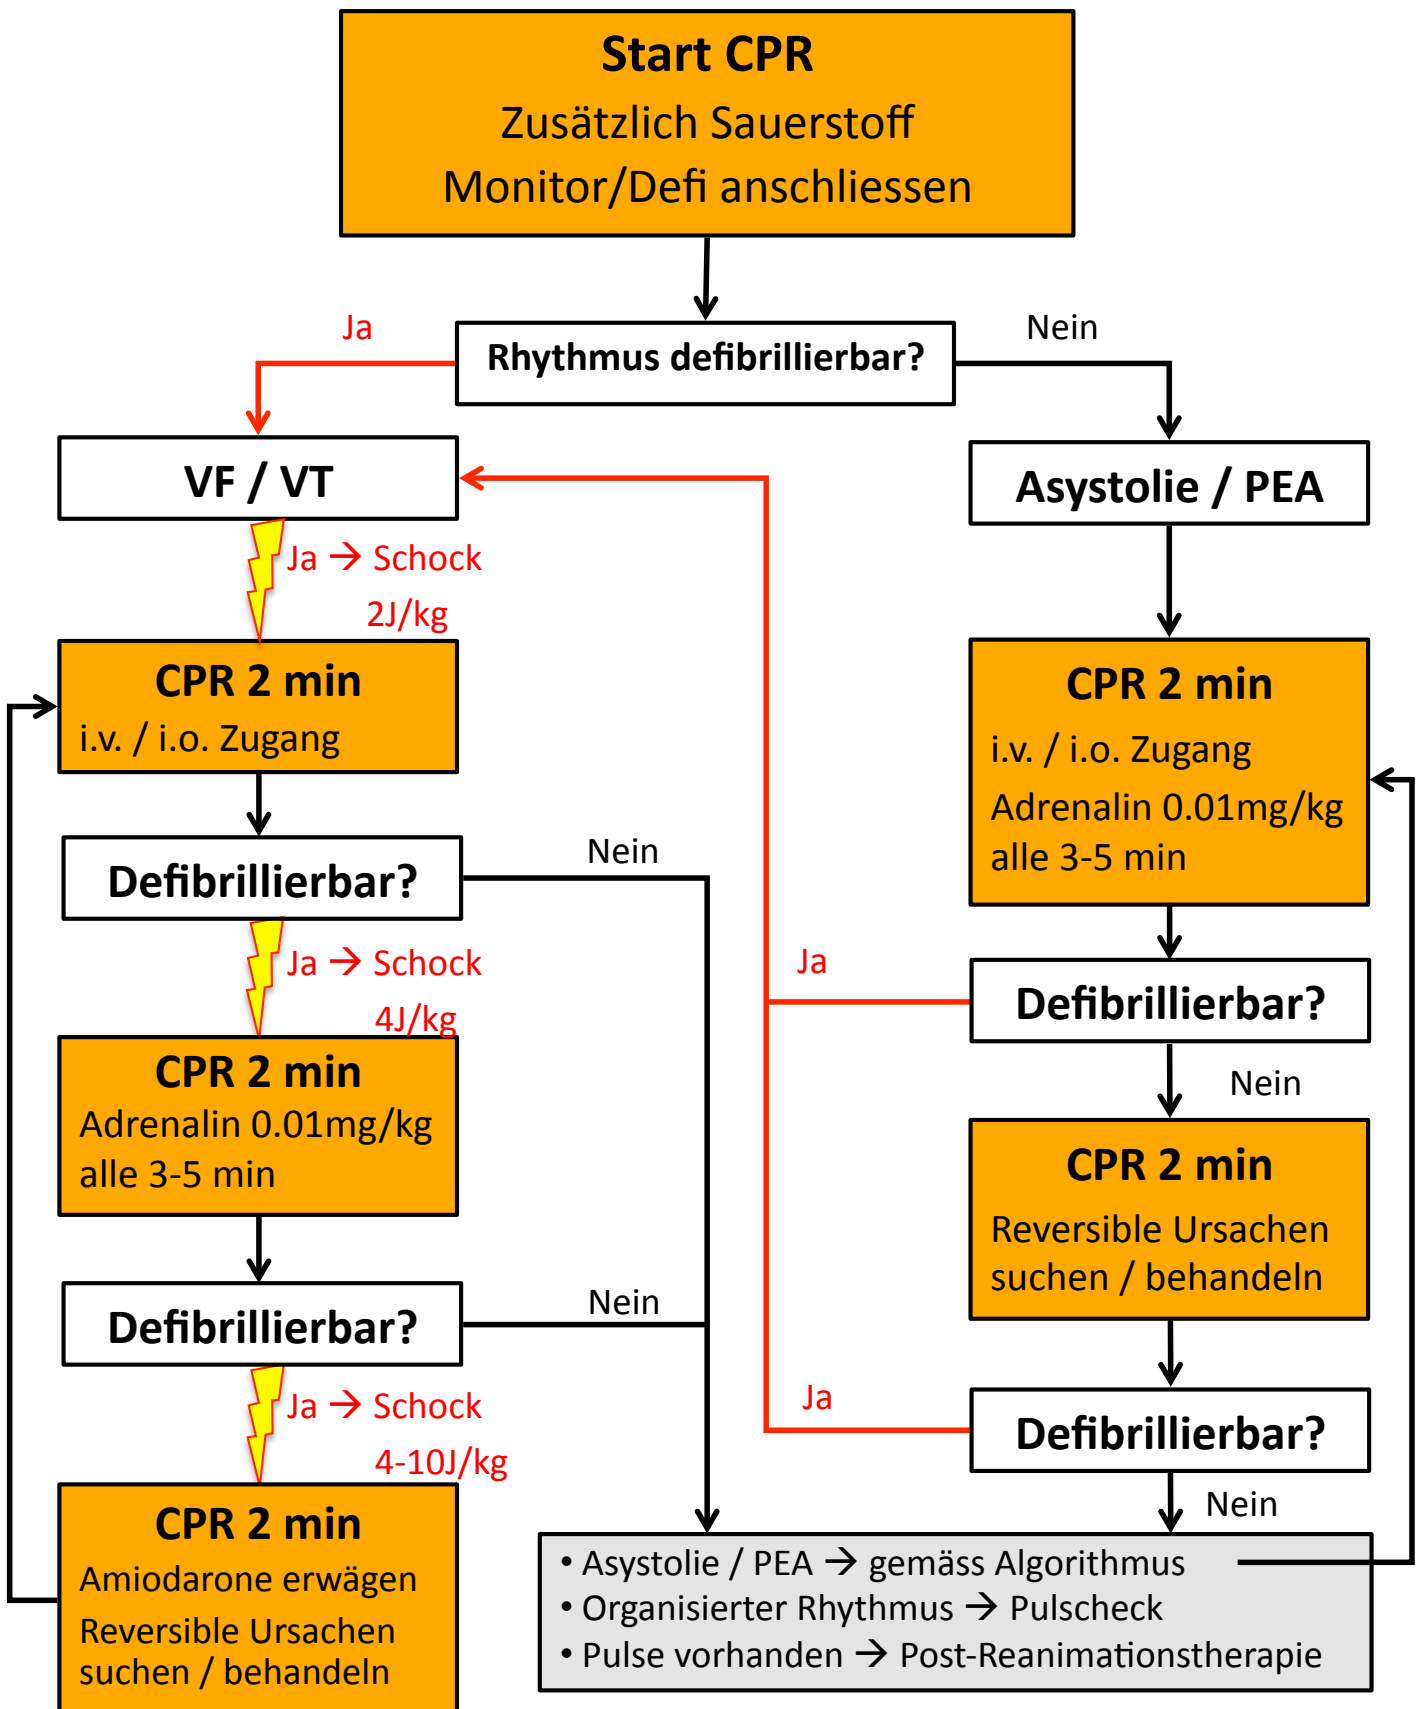 Start CPR
Zusätzlich Sauerstoff
Monitor/Defi anschliessen
Ja
Nein
Rhythmus defibrillierbar?
VF / VT
Ja → Schock
2J/kg
CPR 2 min
i.v. / i.o. Zugang
Defibrillierbar?
Nein
Ja → Schock
4J/kg
CPR 2 min
Adrenalin 0.01mg/kg
alle 3-5 min
Defibrillierbar?
Nein
Ja → Schock
4-10J/kg
CPR 2 min
Amiodarone erwägen
Reversible Ursachen
suchen / behandeln
Asystolie / PEA
CPR 2 min
i.v. / i.o. Zugang
Adrenalin 0.01mg/kg
alle 3-5 min
Ja
Defibrillierbar?
Nein
CPR 2 min
Reversible Ursachen
suchen / behandeln
Ja
Defibrillierbar?
Nein
• Asystolie / PEA → gemäss Algorithmus
• Organisierter Rhythmus → Pulscheck
• Pulse vorhanden → Post-Reanimationstherapie